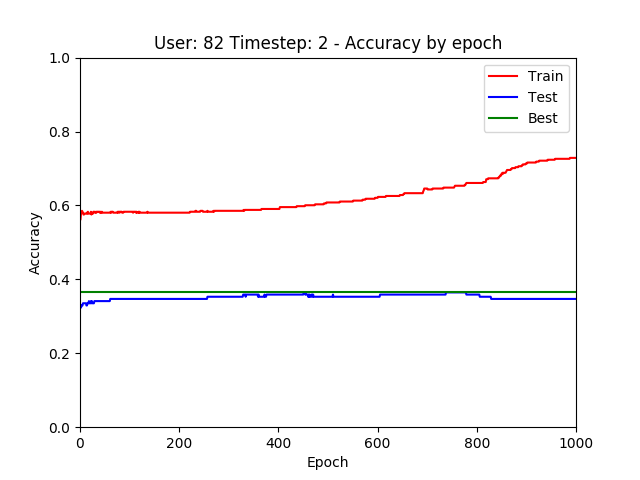 User: 82 Timestep: 2 - Accuracy by epoch
1.0
0.8
0.6
0.4
0.2
0.0
Accuracy
Train
Test
Best
0 200 400 600 800 1000
Epoch